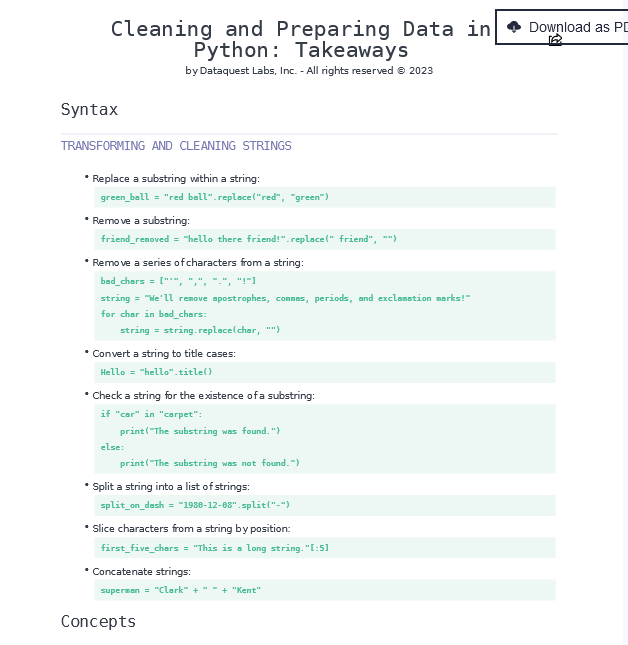 Cleaning and Preparing Data in
Python: Takeaways
Download as PD
by Dataquest Labs, Inc. - All rights reserved © 2023
Syntax
TRANSFORMING AND CLEANING STRINGS
• Replace a substring within a string:
green_ball = "red ball".replace("red", "green")
• Remove a substring:
friend_removed = "hello there friend!".replace(" friend", "")
• Remove a series of characters from a string:
bad_chars = ["'", ",", ".", "!"]
string = "We'll remove apostrophes, commas, periods, and exclamation marks!"
for char in bad_chars:
    string = string.replace(char, "")
• Convert a string to title cases:
Hello = "hello".title()
• Check a string for the existence of a substring:
if "car" in "carpet":
    print("The substring was found.")
else:
    print("The substring was not found.")
• Split a string into a list of strings:
split_on_dash = "1980-12-08".split("-")
• Slice characters from a string by position:
first_five_chars = "This is a long string."[:5]
• Concatenate strings:
superman = "Clark" + " " + "Kent"
Concepts